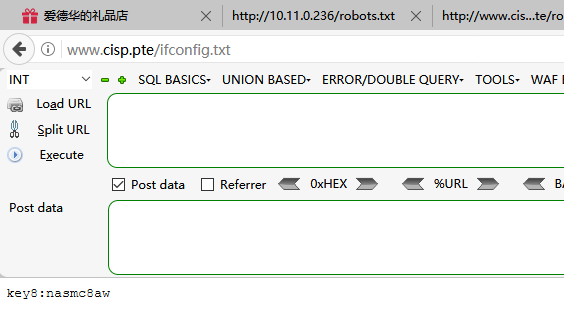 爱德华的礼品店
http://10.11.0.236/robots.txt
http://www.cis...te/ro
www.cisp.pte/ifconfig.txt
INT SQL BASICS UNION BASED ERROR/DOUBLE QUERY TOOLS WAF
Load URL
Split URL
Execute
Post data Referrer 0xHEX %URL
Post data
key8:nasmc8aw